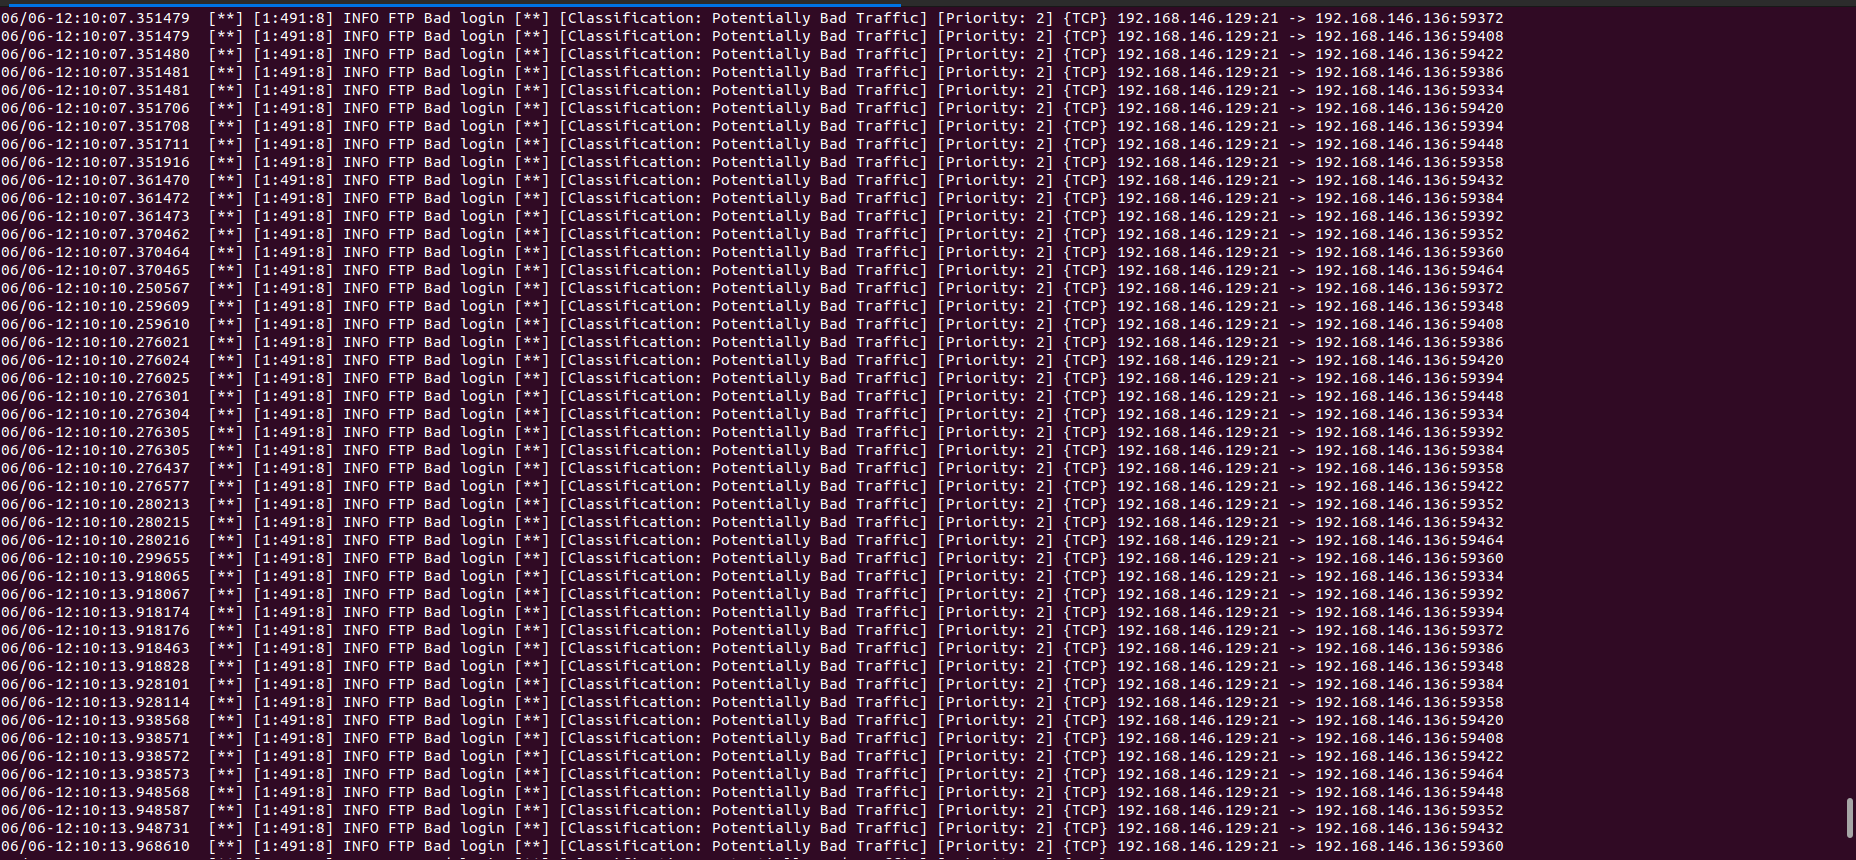 06/06-12:10:07.351479  [**] [1:491:8] INFO FTP Bad login [**] [Classification: Potentially Bad Traffic] [Priority: 2] {TCP} 192.168.146.129:21 -> 192.168.146.136:59372
06/06-12:10:07.351479  [**] [1:491:8] INFO FTP Bad login [**] [Classification: Potentially Bad Traffic] [Priority: 2] {TCP} 192.168.146.129:21 -> 192.168.146.136:59408
06/06-12:10:07.351480  [**] [1:491:8] INFO FTP Bad login [**] [Classification: Potentially Bad Traffic] [Priority: 2] {TCP} 192.168.146.129:21 -> 192.168.146.136:59422
06/06-12:10:07.351481  [**] [1:491:8] INFO FTP Bad login [**] [Classification: Potentially Bad Traffic] [Priority: 2] {TCP} 192.168.146.129:21 -> 192.168.146.136:59386
06/06-12:10:07.351481  [**] [1:491:8] INFO FTP Bad login [**] [Classification: Potentially Bad Traffic] [Priority: 2] {TCP} 192.168.146.129:21 -> 192.168.146.136:59334
06/06-12:10:07.351706  [**] [1:491:8] INFO FTP Bad login [**] [Classification: Potentially Bad Traffic] [Priority: 2] {TCP} 192.168.146.129:21 -> 192.168.146.136:59420
06/06-12:10:07.351708  [**] [1:491:8] INFO FTP Bad login [**] [Classification: Potentially Bad Traffic] [Priority: 2] {TCP} 192.168.146.129:21 -> 192.168.146.136:59394
06/06-12:10:07.351711  [**] [1:491:8] INFO FTP Bad login [**] [Classification: Potentially Bad Traffic] [Priority: 2] {TCP} 192.168.146.129:21 -> 192.168.146.136:59448
06/06-12:10:07.351916  [**] [1:491:8] INFO FTP Bad login [**] [Classification: Potentially Bad Traffic] [Priority: 2] {TCP} 192.168.146.129:21 -> 192.168.146.136:59358
06/06-12:10:07.361470  [**] [1:491:8] INFO FTP Bad login [**] [Classification: Potentially Bad Traffic] [Priority: 2] {TCP} 192.168.146.129:21 -> 192.168.146.136:59432
06/06-12:10:07.361472  [**] [1:491:8] INFO FTP Bad login [**] [Classification: Potentially Bad Traffic] [Priority: 2] {TCP} 192.168.146.129:21 -> 192.168.146.136:59384
06/06-12:10:07.361473  [**] [1:491:8] INFO FTP Bad login [**] [Classification: Potentially Bad Traffic] [Priority: 2] {TCP} 192.168.146.129:21 -> 192.168.146.136:59392
06/06-12:10:07.370462  [**] [1:491:8] INFO FTP Bad login [**] [Classification: Potentially Bad Traffic] [Priority: 2] {TCP} 192.168.146.129:21 -> 192.168.146.136:59352
06/06-12:10:07.370464  [**] [1:491:8] INFO FTP Bad login [**] [Classification: Potentially Bad Traffic] [Priority: 2] {TCP} 192.168.146.129:21 -> 192.168.146.136:59360
06/06-12:10:07.370465  [**] [1:491:8] INFO FTP Bad login [**] [Classification: Potentially Bad Traffic] [Priority: 2] {TCP} 192.168.146.129:21 -> 192.168.146.136:59464
06/06-12:10:10.250567  [**] [1:491:8] INFO FTP Bad login [**] [Classification: Potentially Bad Traffic] [Priority: 2] {TCP} 192.168.146.129:21 -> 192.168.146.136:59372
06/06-12:10:10.259609  [**] [1:491:8] INFO FTP Bad login [**] [Classification: Potentially Bad Traffic] [Priority: 2] {TCP} 192.168.146.129:21 -> 192.168.146.136:59348
06/06-12:10:10.259610  [**] [1:491:8] INFO FTP Bad login [**] [Classification: Potentially Bad Traffic] [Priority: 2] {TCP} 192.168.146.129:21 -> 192.168.146.136:59408
06/06-12:10:10.276021  [**] [1:491:8] INFO FTP Bad login [**] [Classification: Potentially Bad Traffic] [Priority: 2] {TCP} 192.168.146.129:21 -> 192.168.146.136:59386
06/06-12:10:10.276024  [**] [1:491:8] INFO FTP Bad login [**] [Classification: Potentially Bad Traffic] [Priority: 2] {TCP} 192.168.146.129:21 -> 192.168.146.136:59420
06/06-12:10:10.276025  [**] [1:491:8] INFO FTP Bad login [**] [Classification: Potentially Bad Traffic] [Priority: 2] {TCP} 192.168.146.129:21 -> 192.168.146.136:59394
06/06-12:10:10.276301  [**] [1:491:8] INFO FTP Bad login [**] [Classification: Potentially Bad Traffic] [Priority: 2] {TCP} 192.168.146.129:21 -> 192.168.146.136:59448
06/06-12:10:10.276304  [**] [1:491:8] INFO FTP Bad login [**] [Classification: Potentially Bad Traffic] [Priority: 2] {TCP} 192.168.146.129:21 -> 192.168.146.136:59334
06/06-12:10:10.276305  [**] [1:491:8] INFO FTP Bad login [**] [Classification: Potentially Bad Traffic] [Priority: 2] {TCP} 192.168.146.129:21 -> 192.168.146.136:59392
06/06-12:10:10.276305  [**] [1:491:8] INFO FTP Bad login [**] [Classification: Potentially Bad Traffic] [Priority: 2] {TCP} 192.168.146.129:21 -> 192.168.146.136:59384
06/06-12:10:10.276437  [**] [1:491:8] INFO FTP Bad login [**] [Classification: Potentially Bad Traffic] [Priority: 2] {TCP} 192.168.146.129:21 -> 192.168.146.136:59358
06/06-12:10:10.276577  [**] [1:491:8] INFO FTP Bad login [**] [Classification: Potentially Bad Traffic] [Priority: 2] {TCP} 192.168.146.129:21 -> 192.168.146.136:59422
06/06-12:10:10.280213  [**] [1:491:8] INFO FTP Bad login [**] [Classification: Potentially Bad Traffic] [Priority: 2] {TCP} 192.168.146.129:21 -> 192.168.146.136:59352
06/06-12:10:10.280215  [**] [1:491:8] INFO FTP Bad login [**] [Classification: Potentially Bad Traffic] [Priority: 2] {TCP} 192.168.146.129:21 -> 192.168.146.136:59432
06/06-12:10:10.280216  [**] [1:491:8] INFO FTP Bad login [**] [Classification: Potentially Bad Traffic] [Priority: 2] {TCP} 192.168.146.129:21 -> 192.168.146.136:59464
06/06-12:10:10.299655  [**] [1:491:8] INFO FTP Bad login [**] [Classification: Potentially Bad Traffic] [Priority: 2] {TCP} 192.168.146.129:21 -> 192.168.146.136:59360
06/06-12:10:13.918065  [**] [1:491:8] INFO FTP Bad login [**] [Classification: Potentially Bad Traffic] [Priority: 2] {TCP} 192.168.146.129:21 -> 192.168.146.136:59334
06/06-12:10:13.918067  [**] [1:491:8] INFO FTP Bad login [**] [Classification: Potentially Bad Traffic] [Priority: 2] {TCP} 192.168.146.129:21 -> 192.168.146.136:59392
06/06-12:10:13.918174  [**] [1:491:8] INFO FTP Bad login [**] [Classification: Potentially Bad Traffic] [Priority: 2] {TCP} 192.168.146.129:21 -> 192.168.146.136:59394
06/06-12:10:13.918176  [**] [1:491:8] INFO FTP Bad login [**] [Classification: Potentially Bad Traffic] [Priority: 2] {TCP} 192.168.146.129:21 -> 192.168.146.136:59372
06/06-12:10:13.918463  [**] [1:491:8] INFO FTP Bad login [**] [Classification: Potentially Bad Traffic] [Priority: 2] {TCP} 192.168.146.129:21 -> 192.168.146.136:59386
06/06-12:10:13.918828  [**] [1:491:8] INFO FTP Bad login [**] [Classification: Potentially Bad Traffic] [Priority: 2] {TCP} 192.168.146.129:21 -> 192.168.146.136:59348
06/06-12:10:13.928101  [**] [1:491:8] INFO FTP Bad login [**] [Classification: Potentially Bad Traffic] [Priority: 2] {TCP} 192.168.146.129:21 -> 192.168.146.136:59384
06/06-12:10:13.928114  [**] [1:491:8] INFO FTP Bad login [**] [Classification: Potentially Bad Traffic] [Priority: 2] {TCP} 192.168.146.129:21 -> 192.168.146.136:59358
06/06-12:10:13.938568  [**] [1:491:8] INFO FTP Bad login [**] [Classification: Potentially Bad Traffic] [Priority: 2] {TCP} 192.168.146.129:21 -> 192.168.146.136:59420
06/06-12:10:13.938571  [**] [1:491:8] INFO FTP Bad login [**] [Classification: Potentially Bad Traffic] [Priority: 2] {TCP} 192.168.146.129:21 -> 192.168.146.136:59408
06/06-12:10:13.938572  [**] [1:491:8] INFO FTP Bad login [**] [Classification: Potentially Bad Traffic] [Priority: 2] {TCP} 192.168.146.129:21 -> 192.168.146.136:59422
06/06-12:10:13.938573  [**] [1:491:8] INFO FTP Bad login [**] [Classification: Potentially Bad Traffic] [Priority: 2] {TCP} 192.168.146.129:21 -> 192.168.146.136:59464
06/06-12:10:13.948568  [**] [1:491:8] INFO FTP Bad login [**] [Classification: Potentially Bad Traffic] [Priority: 2] {TCP} 192.168.146.129:21 -> 192.168.146.136:59448
06/06-12:10:13.948587  [**] [1:491:8] INFO FTP Bad login [**] [Classification: Potentially Bad Traffic] [Priority: 2] {TCP} 192.168.146.129:21 -> 192.168.146.136:59352
06/06-12:10:13.948731  [**] [1:491:8] INFO FTP Bad login [**] [Classification: Potentially Bad Traffic] [Priority: 2] {TCP} 192.168.146.129:21 -> 192.168.146.136:59432
06/06-12:10:13.968610  [**] [1:491:8] INFO FTP Bad login [**] [Classification: Potentially Bad Traffic] [Priority: 2] {TCP} 192.168.146.129:21 -> 192.168.146.136:59360